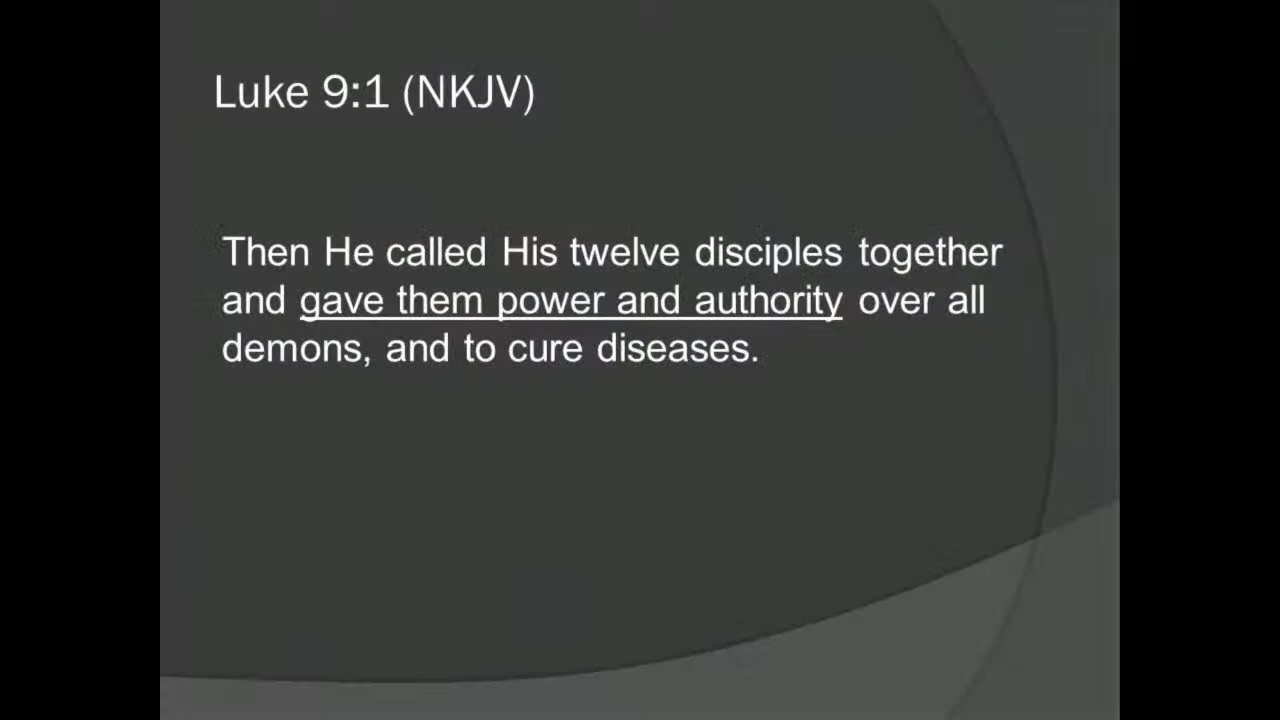 Luke 9:1 (NKJV)
Then He called His twelve disciples together
and gave them power and authority over all
demons, and to cure diseases.